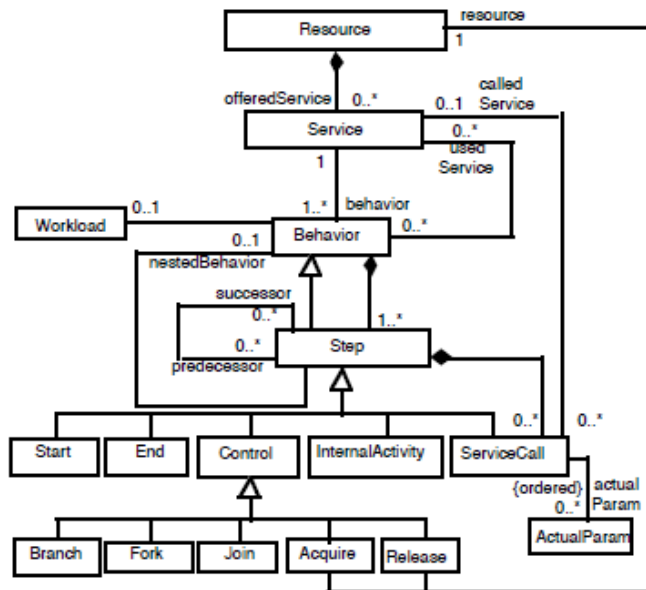 resource
Resource
1
called
offeredService
0..*
0..1
Service
0..*
Service
used
Service
1
1..*
behavior
0..1
Workload
Behavior
0..*
0..1
nestedBehavior
successor
0..*
1..*
0..*
Step
predecessor
0..*
0..*
Start
End
Control
InternalActivity
ServiceCall
{ordered}
actual
Param
0..*
Branch
Fork
Join
Acquire
Release
ActualParam